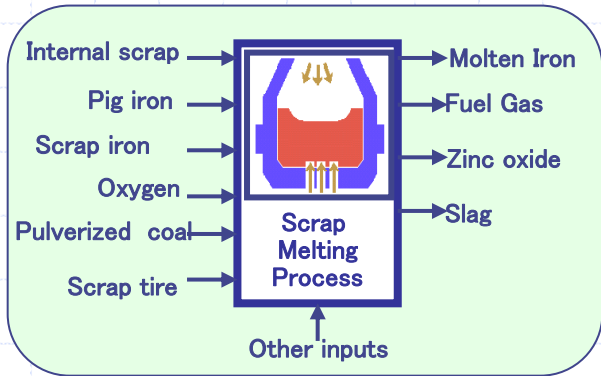 Internal scrap
Pig iron
Scrap iron
Oxygen
Pulverized coal
Scrap tire
Scrap
Melting
Process
Other inputs
Molten Iron
Fuel Gas
Zinc oxide
Slag